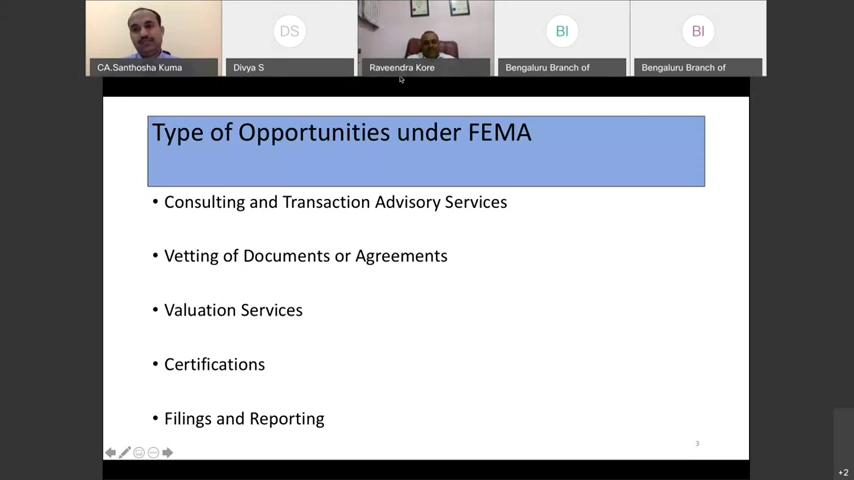 DS
BI
BI
CA.Santhosha Kuma
Divya S
Raveendra Kore
Bengaluru Branch of
Bengaluru Branch of
Type of Opportunities under FEMA
• Consulting and Transaction Advisory Services
• Vetting of Documents or Agreements
• Valuation Services
• Certifications
• Filings and Reporting
3
+2